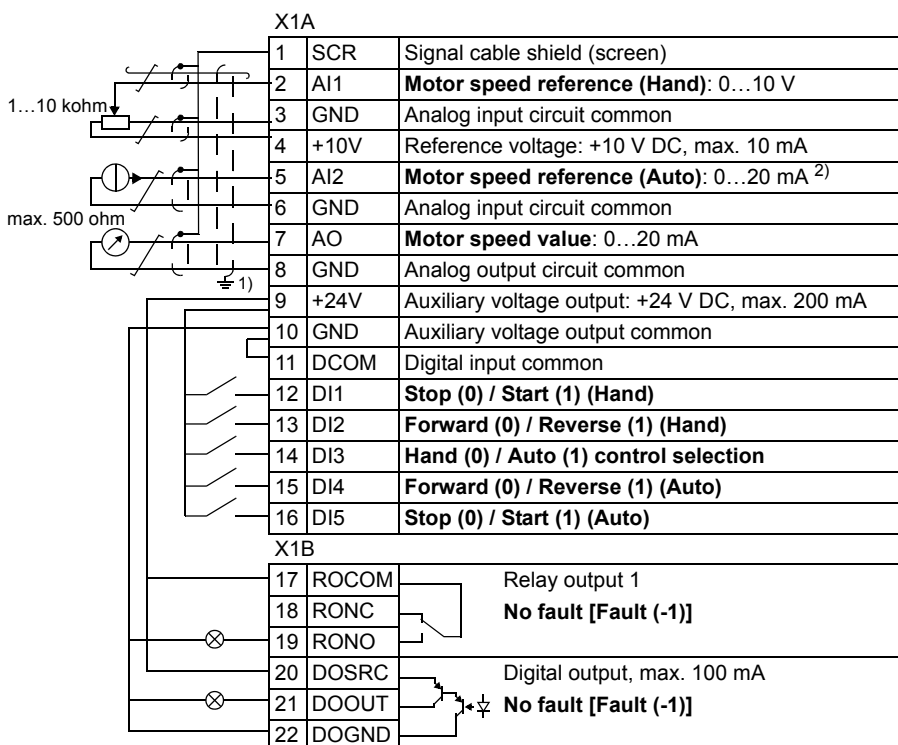 X1A
1 SCR Signal cable shield (screen)
2 AI1 Motor speed reference (Hand): 0…10 V
1…10 kohm
3 GND Analog input circuit common
4 +10V Reference voltage: +10 V DC, max. 10 mA
5 AI2 Motor speed reference (Auto): 0…20 mA 2)
6 GND Analog input circuit common
max. 500 ohm
7 AO Motor speed value: 0…20 mA
8 GND Analog output circuit common
1)
9 +24V Auxiliary voltage output: +24 V DC, max. 200 mA
10 GND Auxiliary voltage output common
11 DCOM Digital input common
12 DI1 Stop (0) / Start (1) (Hand)
13 DI2 Forward (0) / Reverse (1) (Hand)
14 DI3 Hand (0) / Auto (1) control selection
15 DI4 Forward (0) / Reverse (1) (Auto)
16 DI5 Stop (0) / Start (1) (Auto)
X1B
17 ROCOM Relay output 1
18 RONC No fault [Fault (-1)]
19 RONO
20 DOSRC Digital output, max. 100 mA
21 DOOUT No fault [Fault (-1)]
22 DOGND